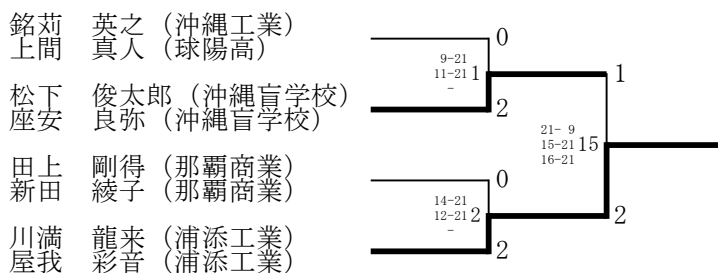 銘苅 英之（沖縄工業）
上間 真人（球陽高）
松下 俊太郎（沖縄盲学校）
座安 良弥（沖縄盲学校）
田上 剛得（那覇商業）
新田 綾子（那覇商業）
川満 龍来（浦添工業）
屋我 彩音（浦添工業）
0
9-21
11-21
-
1
2
1
21- 9
15-21
16-21
15
0
14-21
12-21
-
2
2
2